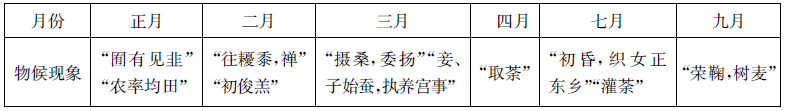 月份 正月 二月 三月 四月 七月 九月
物候现象
“囿有见韭”
“农率均田”
“往耰黍,禅”
“初俊羔”
“摄桑,委扬”“妾、
子始蚕,执养宫事”
“取荼”
“初昏,织女正
东乡”“灌荼”
“荣鞠,树麦”